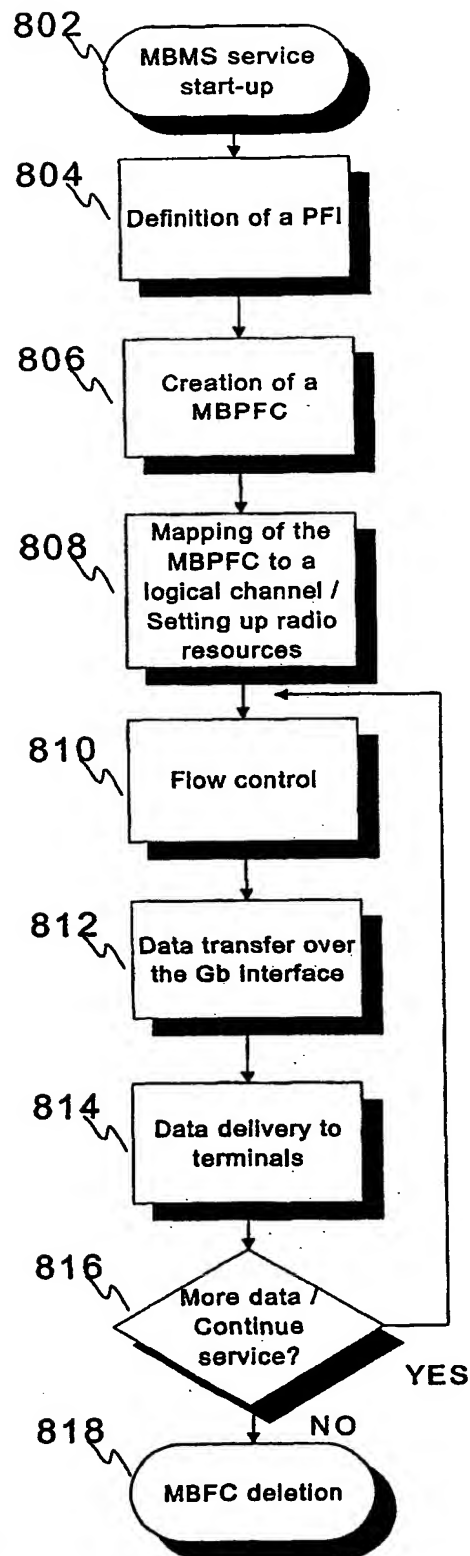 802
MBMS service
start-up
804
Definition of a PFI
806
Creation of a
MBPFC
808
Mapping of the
MBPFC to a
logical channel /
Setting up radio
resources
810
Flow control
812
Data transfer over
the Gb interface
814
Data delivery to
terminals
816
More data /
Continue
service?
YES
NO
818
MBFC deletion